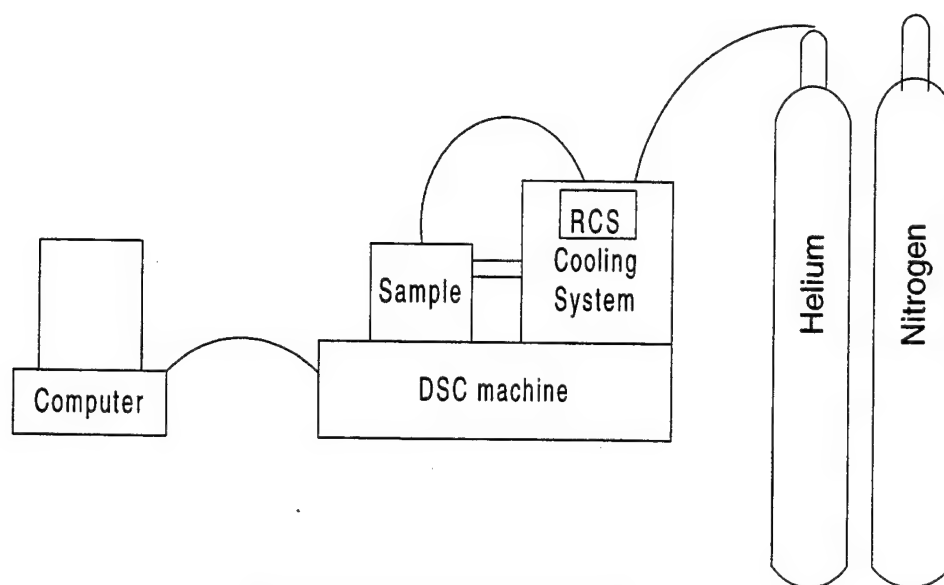 RCS
Cooling
System
Sample
DSC machine
Computer
Helium
Nitrogen